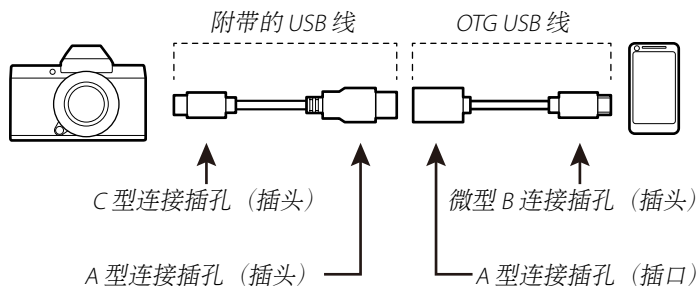 附带的 USB 线
OTG USB 线
C 型连接插孔（插头）
微型 B 连接插孔（插头）
A 型连接插孔（插头）
A 型连接插孔（插口）